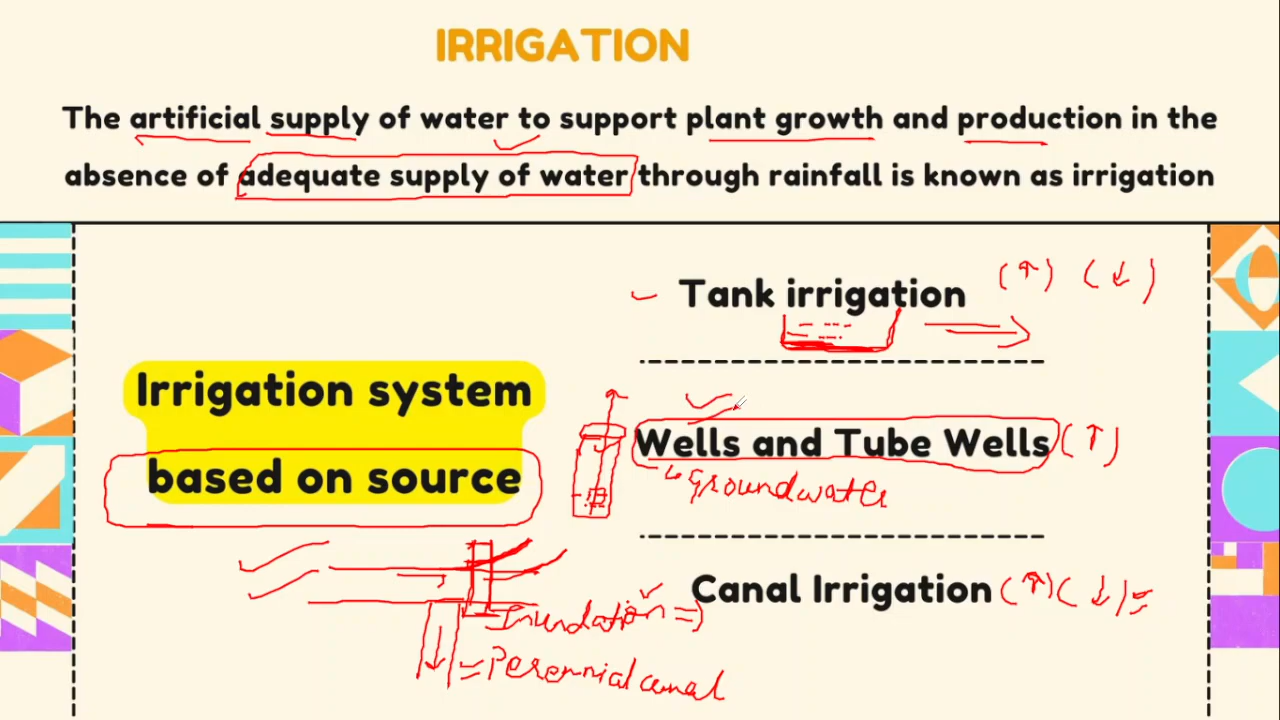 IRRIGATION
The artificial supply of water to support plant growth and production in the
absence of adequate supply of water through rainfall is known as irrigation
Tank irrigation (↑) (↓)
Irrigation system
based on source
Wells and Tube Wells (↑)
Groundwater
Canal Irrigation (↑) (↓) =
Inundation =)
= Perennial canal